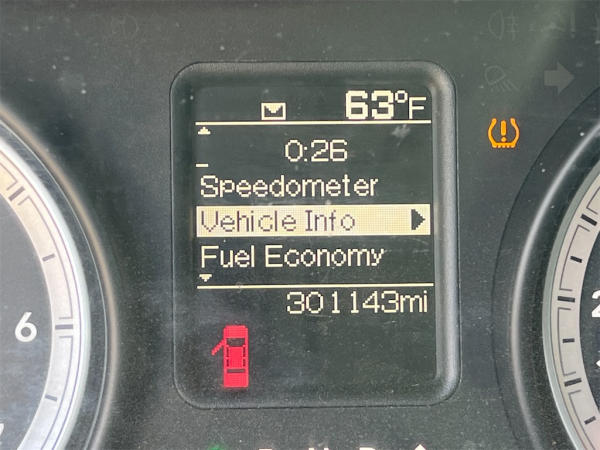 63°F
0:26
Speedometer
Vehicle Info
Fuel Economy
301143mi
6